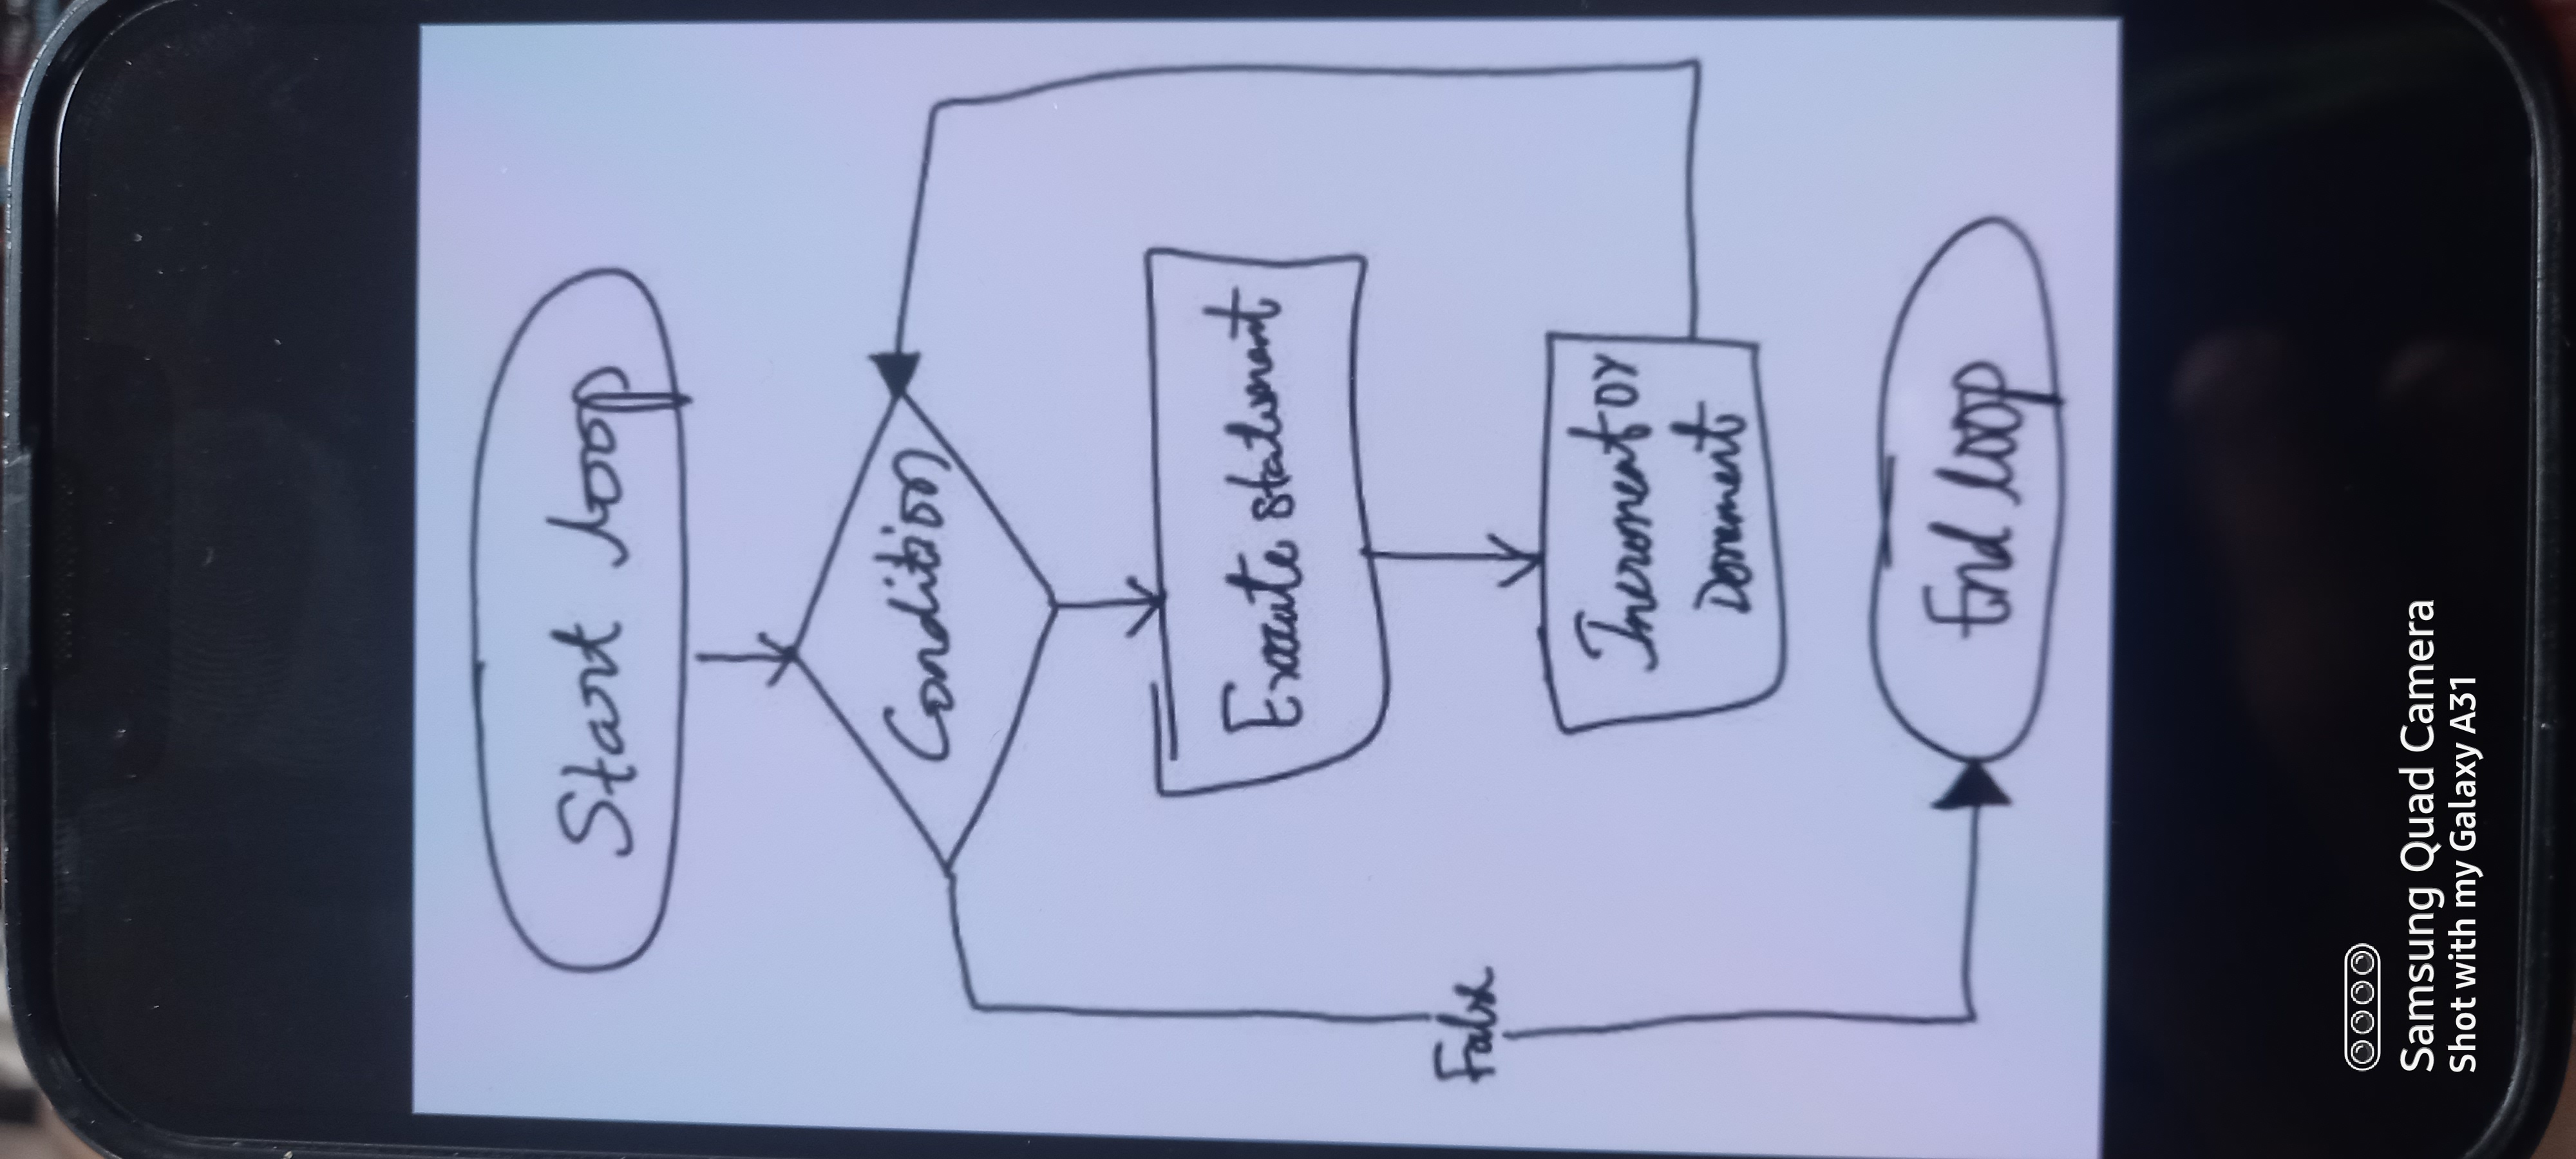 Start loop
Condition
Execute statement
False
Increment or
Decrement
End loop
Samsung Quad Camera
Shot with my Galaxy A31